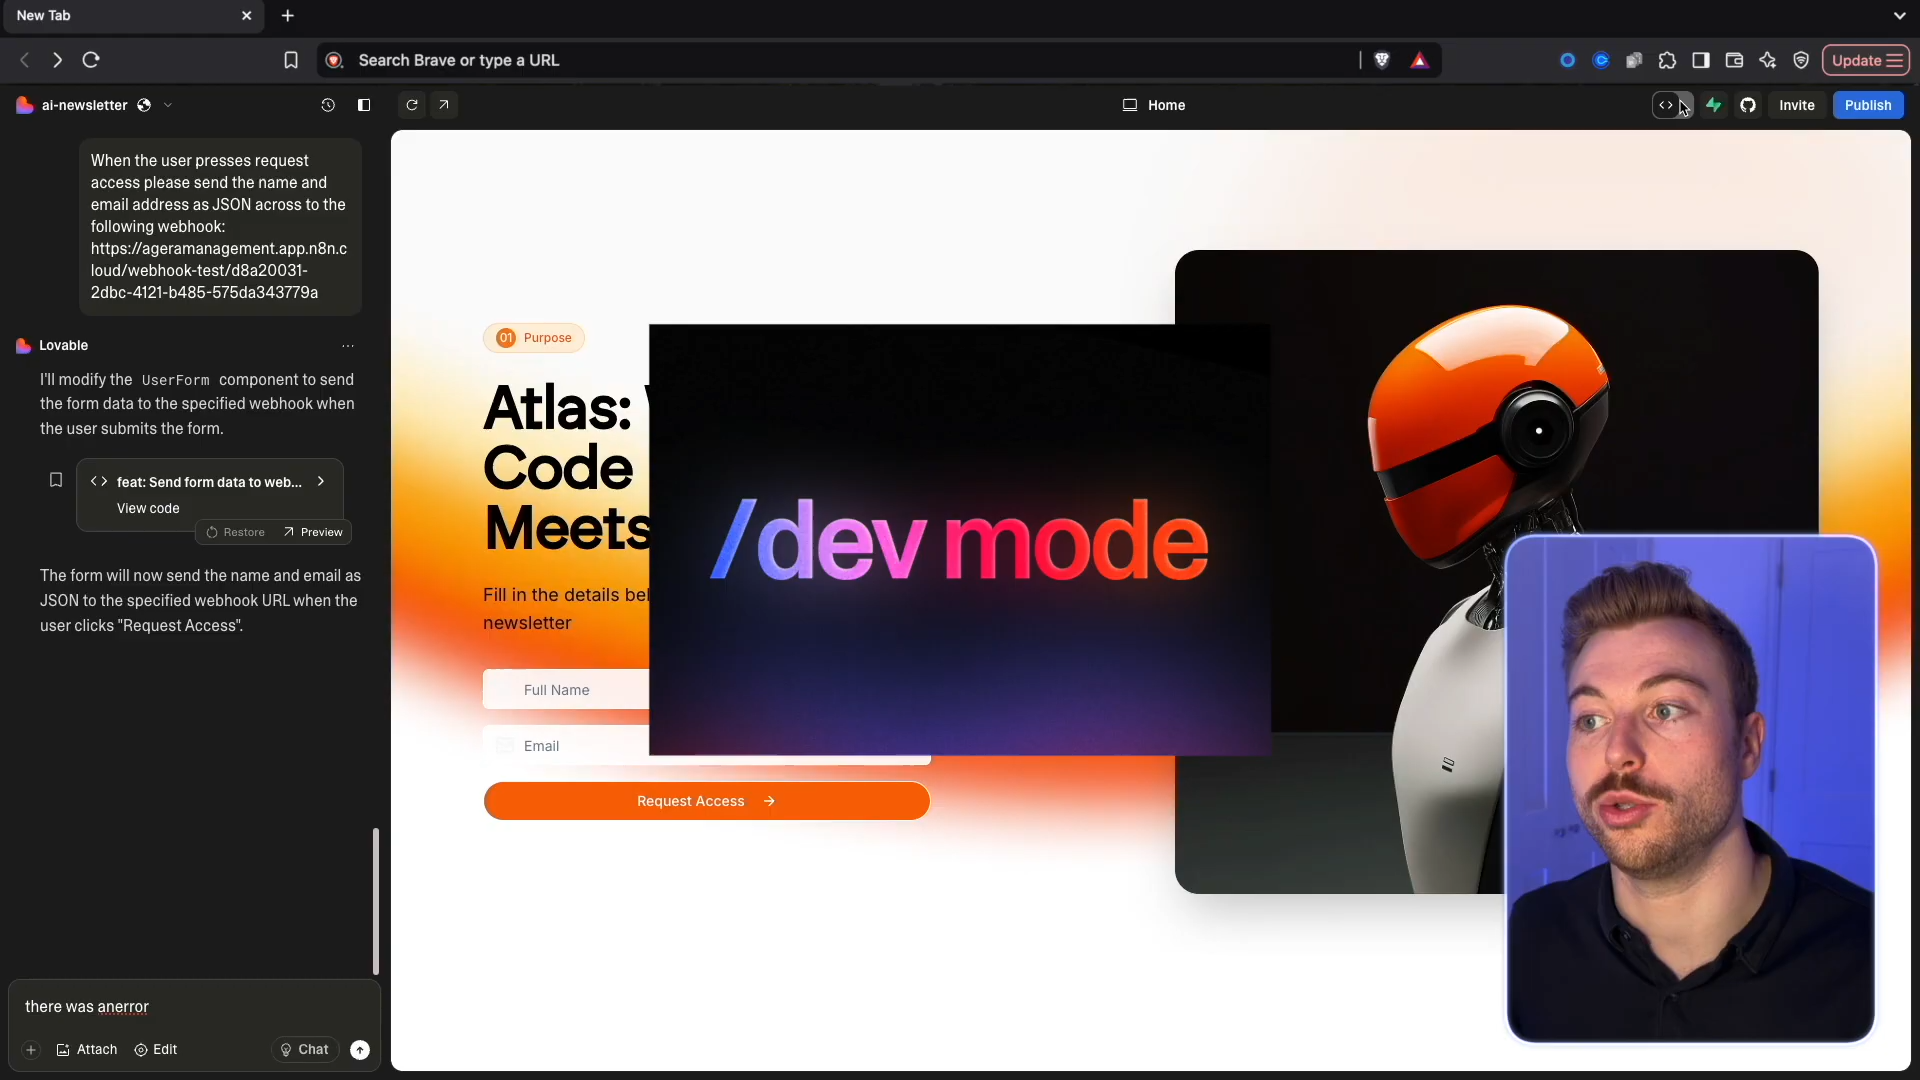 New Tab
Search Brave or type a URL
Update
ai-newsletter
Home
Invite
Publish
When the user presses request
access please send the name and
email address as JSON across to the
following webhook:
https://ageramanagement.app.n8n.c
loud/webhook-test/d8a20031-
2dbc-4121-b485-575da343779a
Lovable
I'll modify the UserForm component to send
the form data to the specified webhook when
the user submits the form.
feat: Send form data to web...
View code
Restore
Preview
The form will now send the name and email as
JSON to the specified webhook URL when the
user clicks "Request Access".
there was anerror
Attach
Edit
Chat
01 Purpose
Atlas:
Code
Meets
Fill in the details
newsletter
Full Name
Email
Request Access
/dev mode